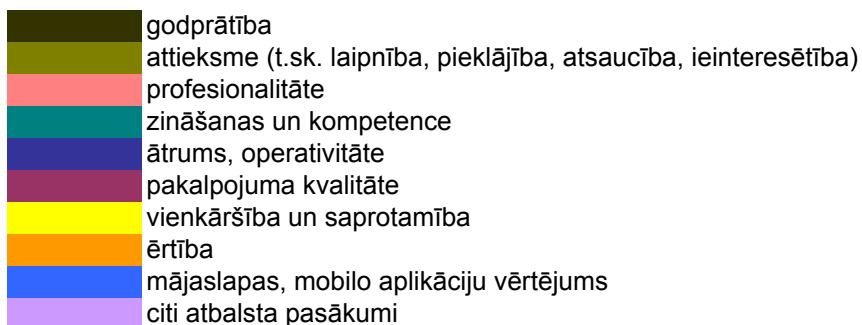 godprātība
attieksme (t.sk. laipnība, pieklājība, atsaucība, ieinteresētība)
profesionalitāte
zināšanas un kompetence
ātrums, operativitāte
pakalpojuma kvalitāte
vienkāršība un saprotamība
ērtība
mājaslapas, mobilo aplikāciju vērtējums
citi atbalsta pasākumi